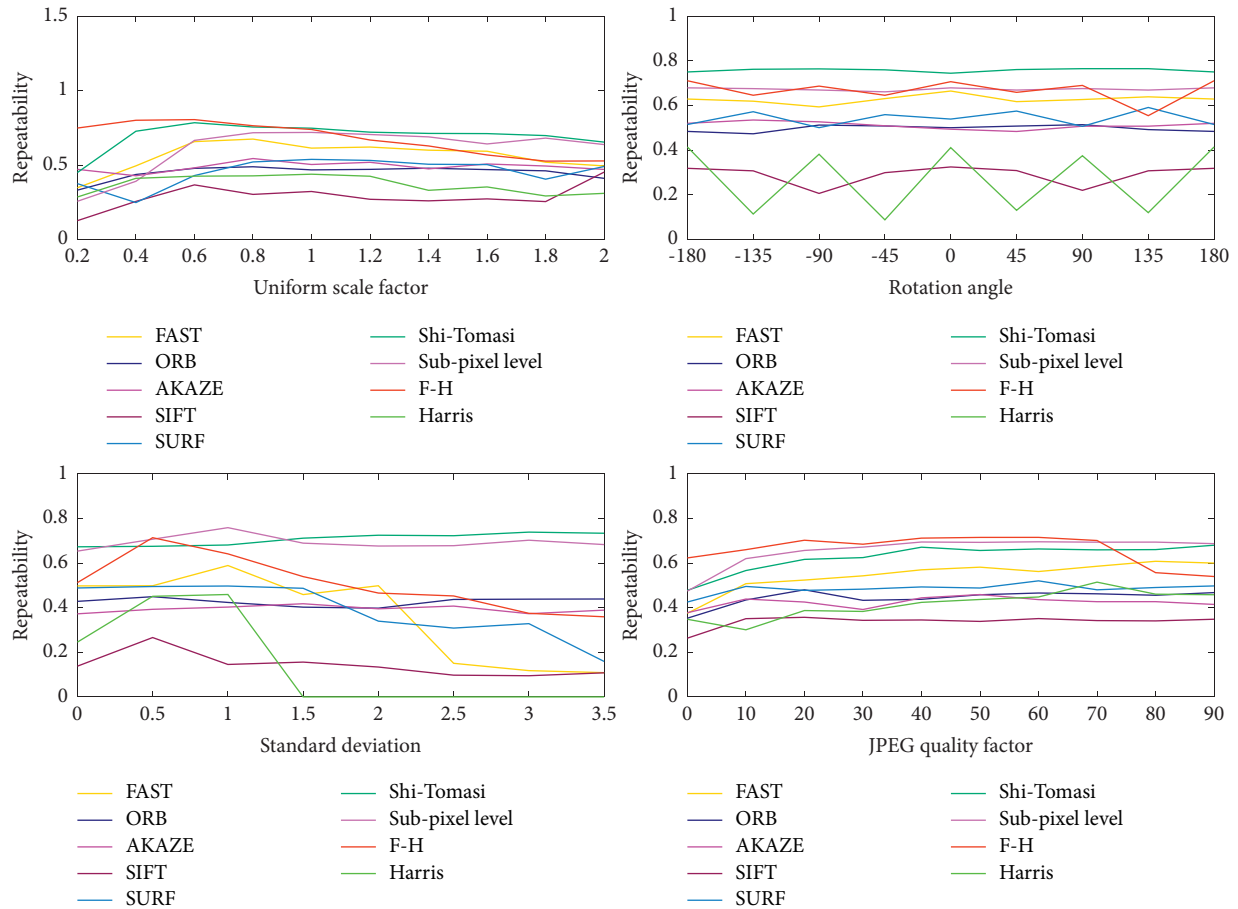 1.5
1
0.5
0
Repeatability
0.2 0.4 0.6 0.8 1 1.2 1.4 1.6 1.8 2
Uniform scale factor
FAST
ORB
AKAZE
SIFT
SURF
Shi-Tomasi
Sub-pixel level
F-H
Harris
1
0.8
0.6
0.4
0.2
0
Repeatability
-180 -135 -90 -45 0 45 90 135 180
Rotation angle
FAST
ORB
AKAZE
SIFT
SURF
Shi-Tomasi
Sub-pixel level
F-H
Harris
1
0.8
0.6
0.4
0.2
0
Repeatability
0 0.5 1 1.5 2 2.5 3 3.5
Standard deviation
FAST
ORB
AKAZE
SIFT
SURF
Shi-Tomasi
Sub-pixel level
F-H
Harris
1
0.8
0.6
0.4
0.2
0
Repeatability
0 10 20 30 40 50 60 70 80 90
JPEG quality factor
FAST
ORB
AKAZE
SIFT
SURF
Shi-Tomasi
Sub-pixel level
F-H
Harris